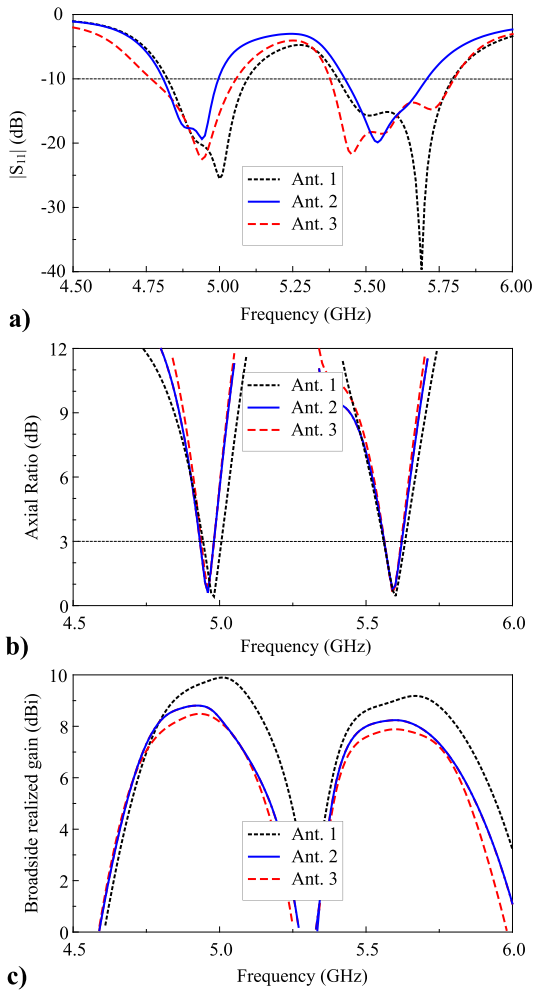 0
-10
-20
-30
-40
|S11| (dB)
Ant. 1
Ant. 2
Ant. 3
4.50 4.75 5.00 5.25 5.50 5.75 6.00
Frequency (GHz)
a)
12
9
6
3
0
Axial Ratio (dB)
Ant. 1
Ant. 2
Ant. 3
4.5 5.0 5.5 6.0
Frequency (GHz)
b)
10
8
6
4
2
0
Broadside realized gain (dBi)
Ant. 1
Ant. 2
Ant. 3
4.5 5.0 5.5 6.0
Frequency (GHz)
c)